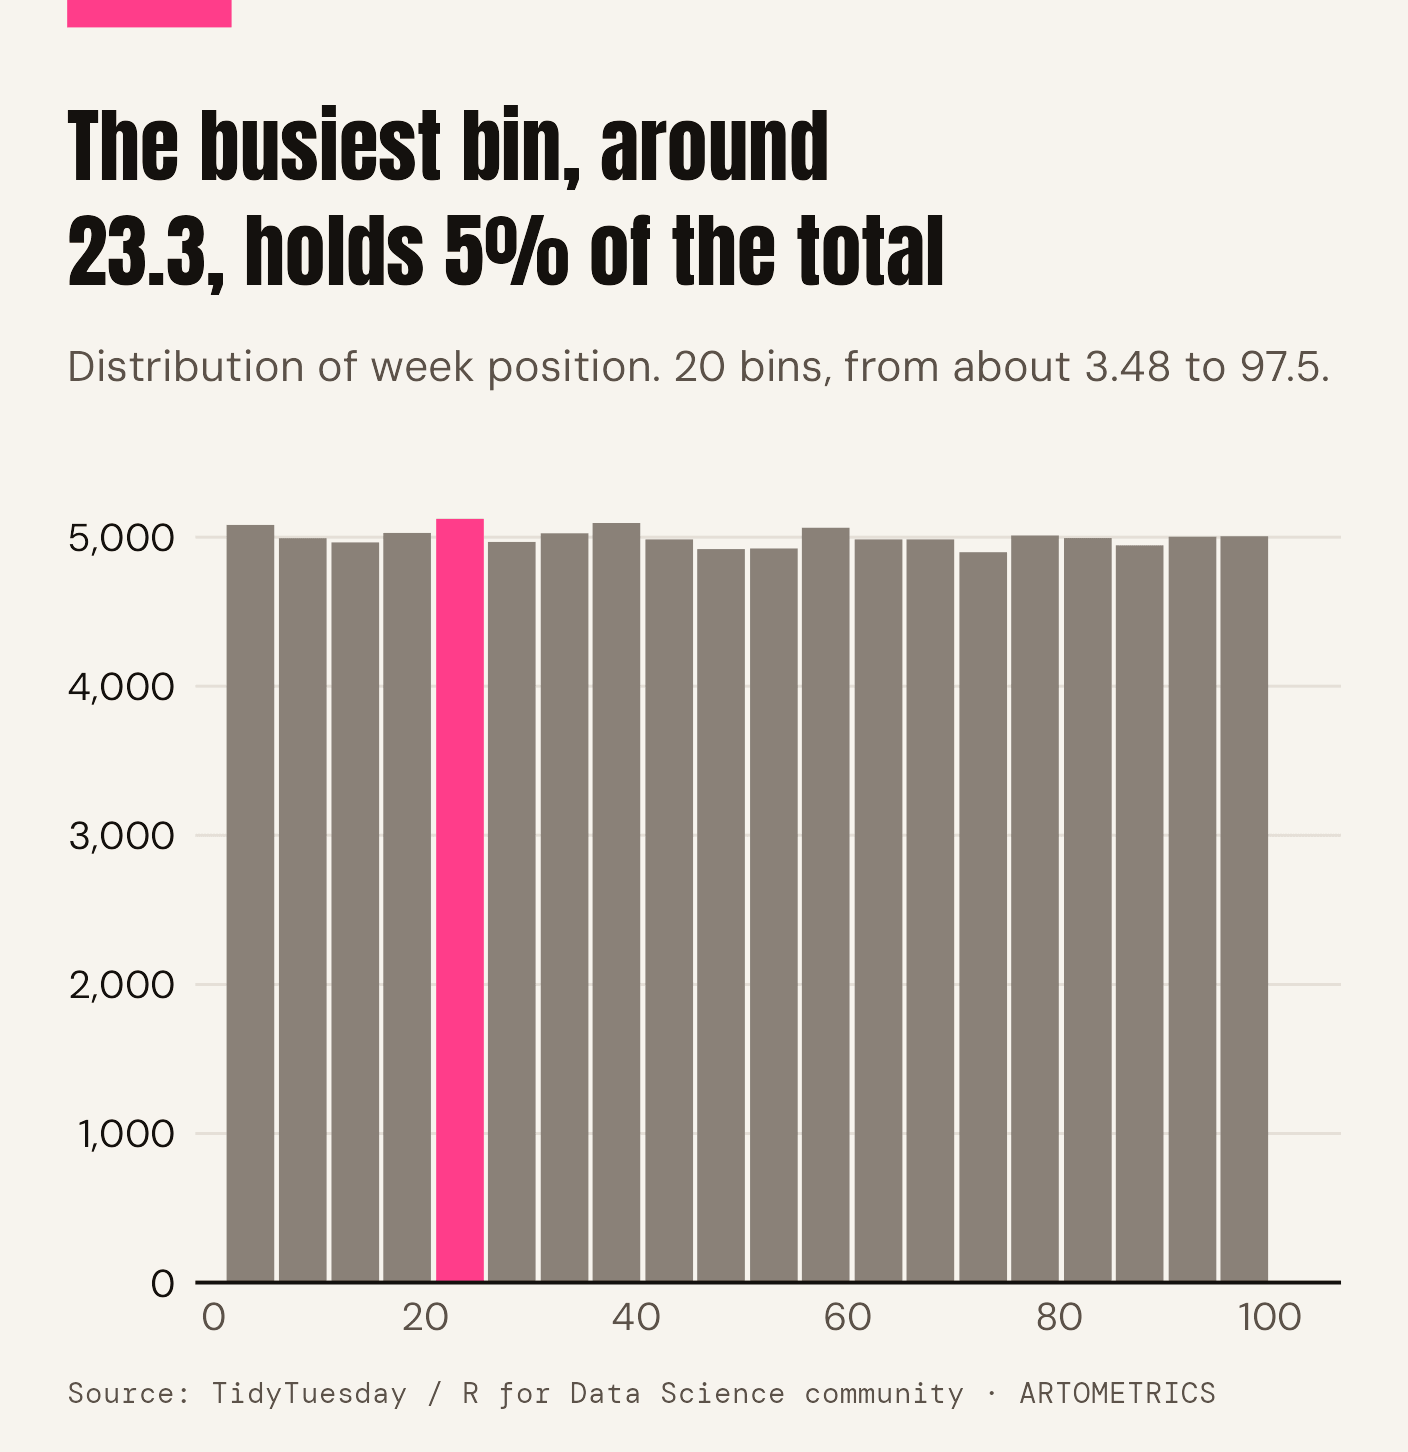 The busiest bin, around
23.3, holds 5% of the total
Distribution of week position. 20 bins, from about 3.48 to 97.5.
5,000
4,000
3,000
2,000
1,000
0
0 20 40 60 80 100
Source: TidyTuesday / R for Data Science community · ARTOMETRICS